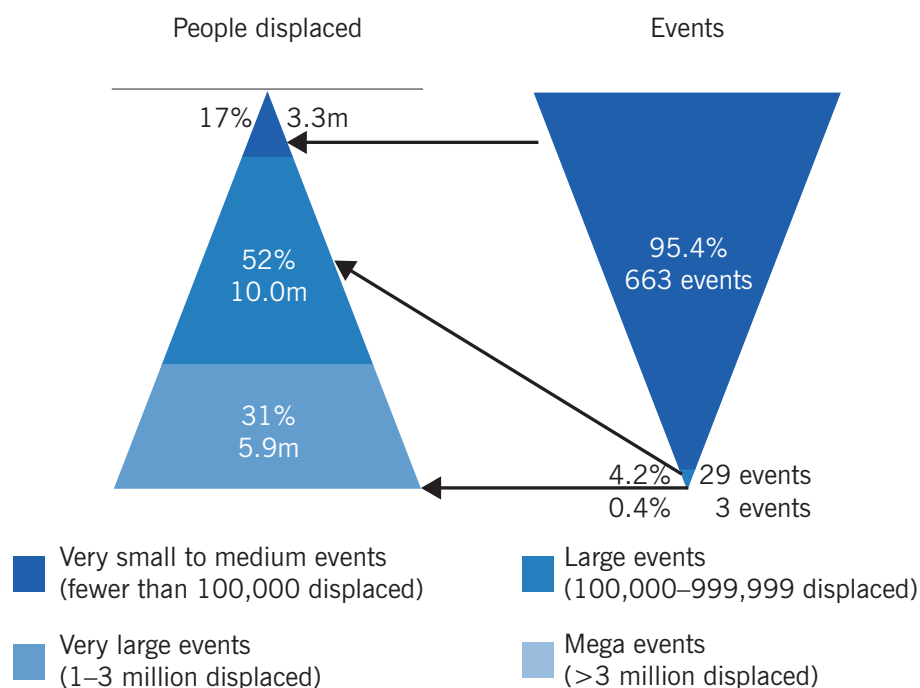 People displaced
Events
17% 3.3m
52%
10.0m
31%
5.9m
95.4%
663 events
4.2% 29 events
0.4% 3 events
Very small to medium events
(fewer than 100,000 displaced)
Large events
(100,000–999,999 displaced)
Very large events
(1–3 million displaced)
Mega events
(>3 million displaced)